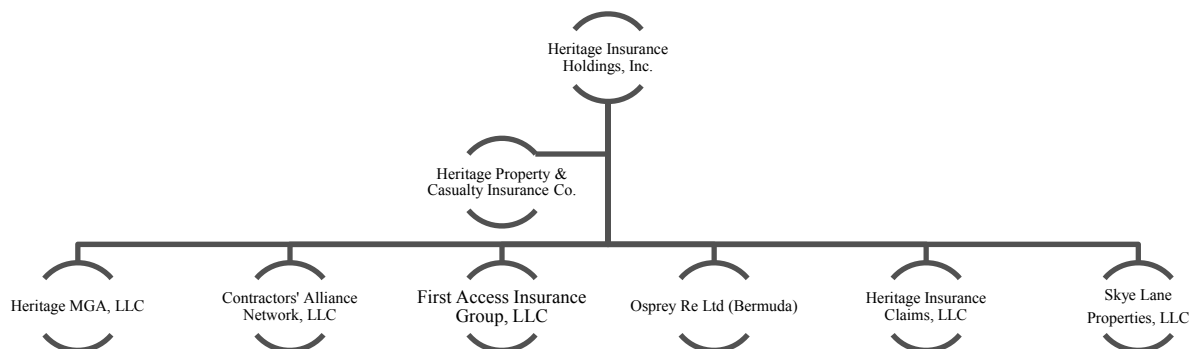 Heritage Insurance
Holdings, Inc.
Heritage Property &
Casualty Insurance Co.
Heritage MGA, LLC
Contractors' Alliance
Network, LLC
First Access Insurance
Group, LLC
Osprey Re Ltd (Bermuda)
Heritage Insurance
Claims, LLC
Skye Lane
Properties, LLC